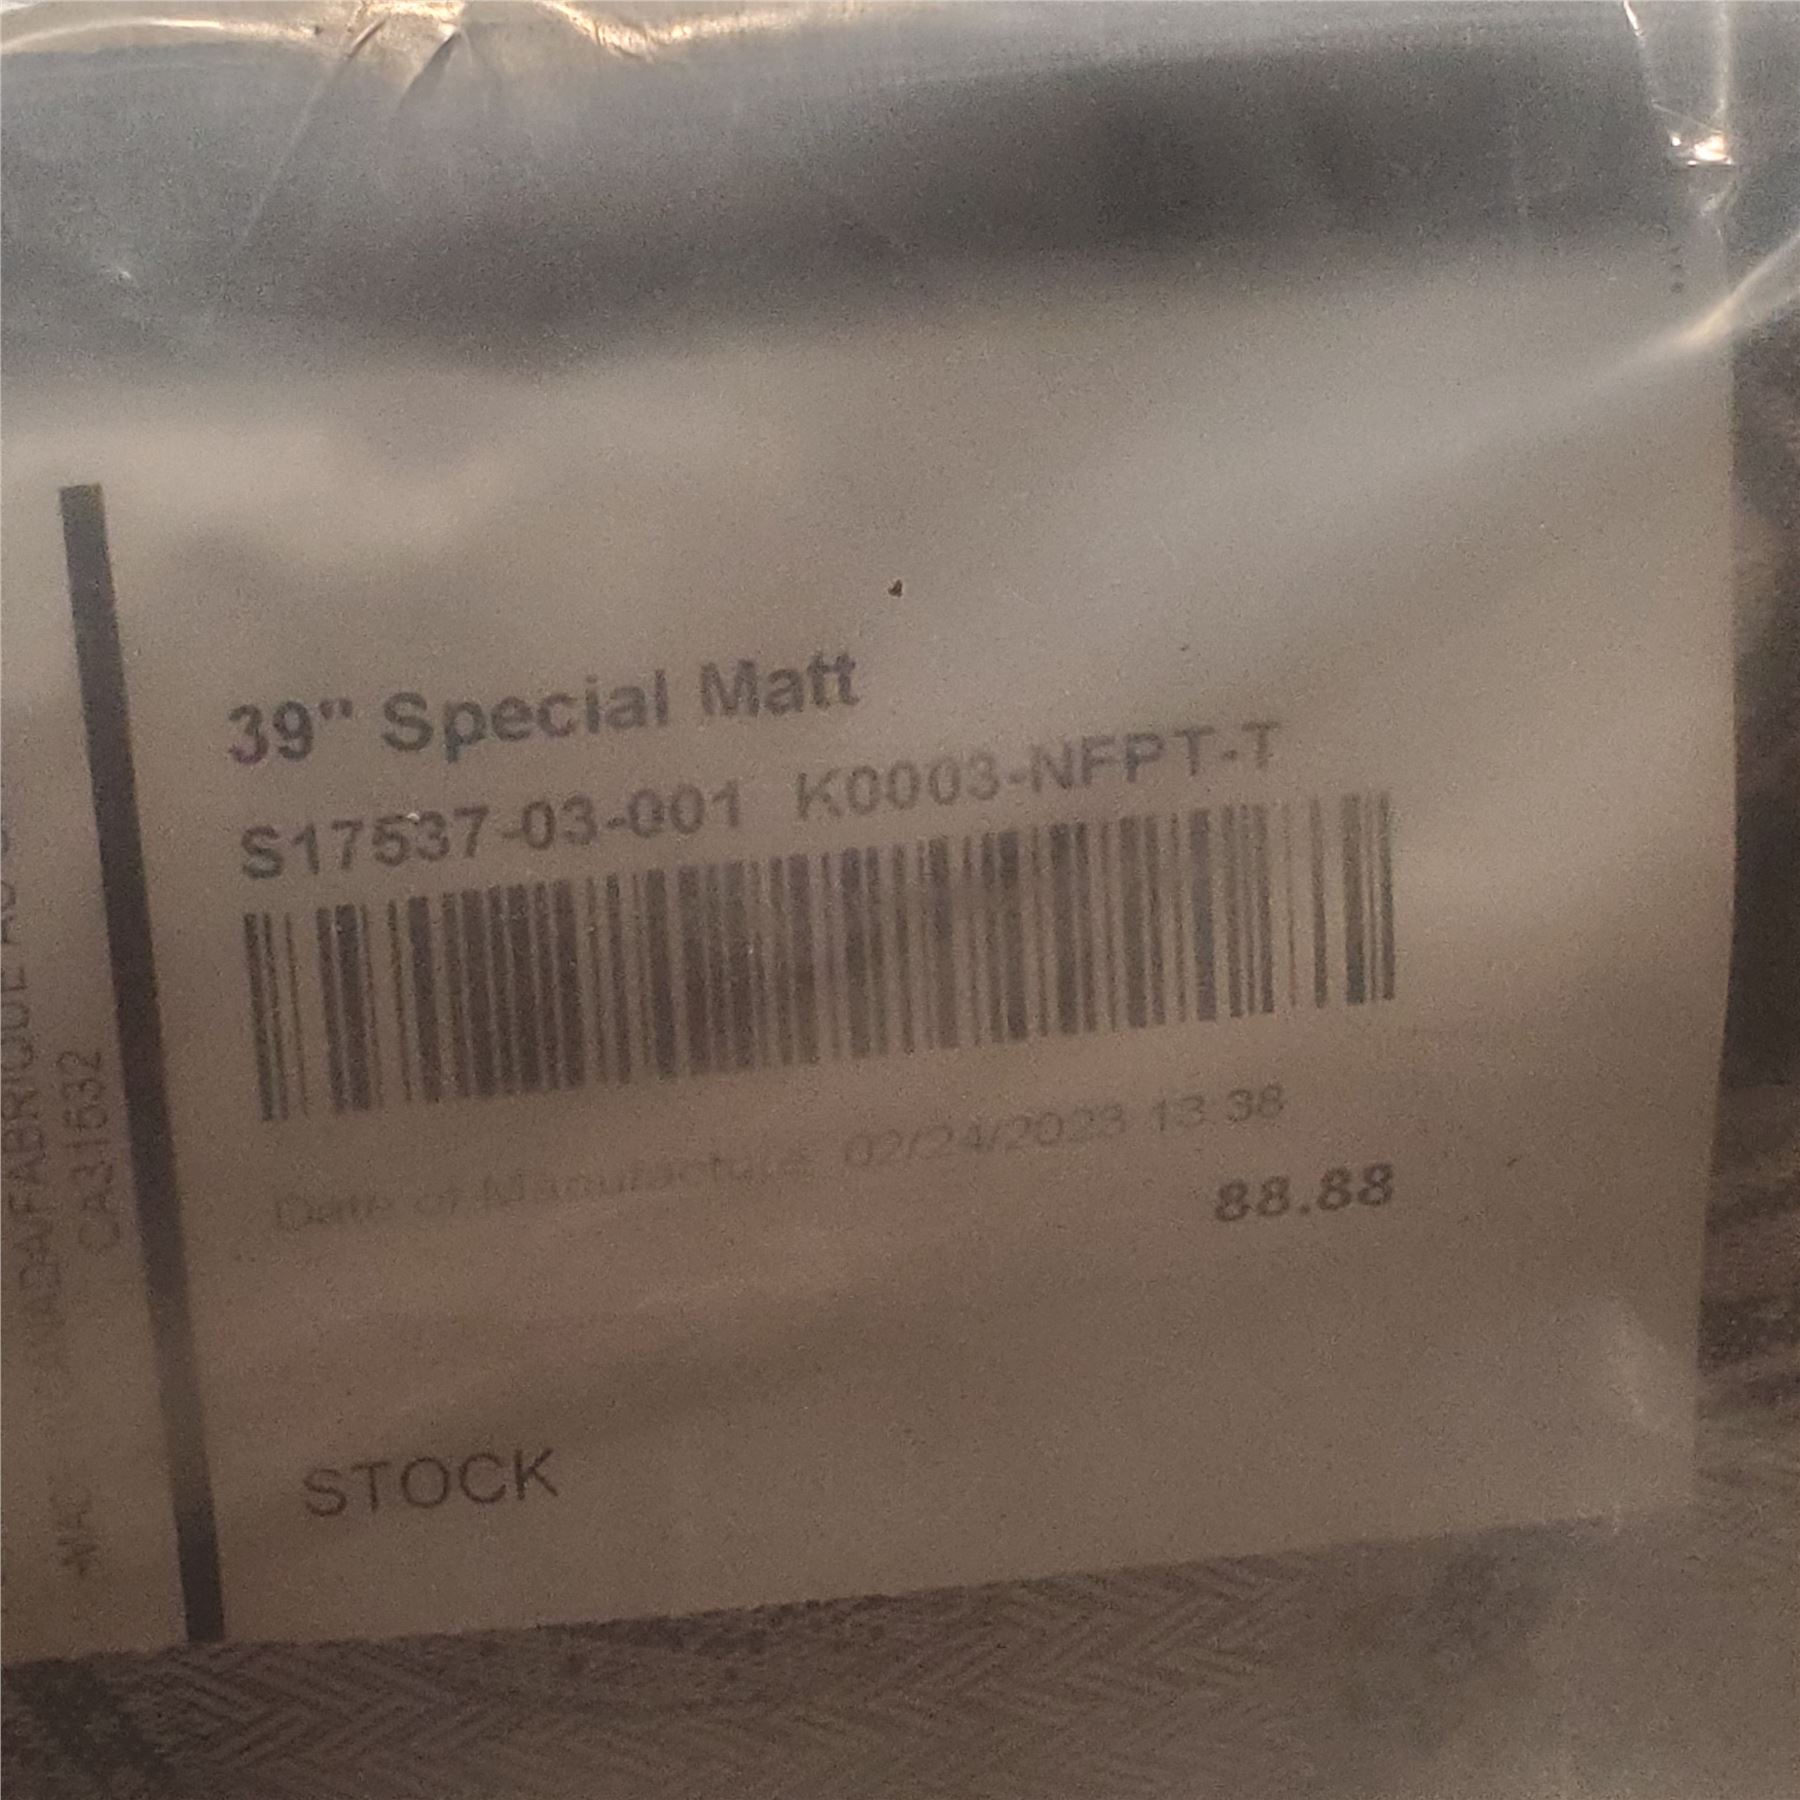 39" Special Matt
S17537-03-001 K0003-NFPT-T
Date of Manufacture: 02/24/2023 13:38
88.88
STOCK
CA31632